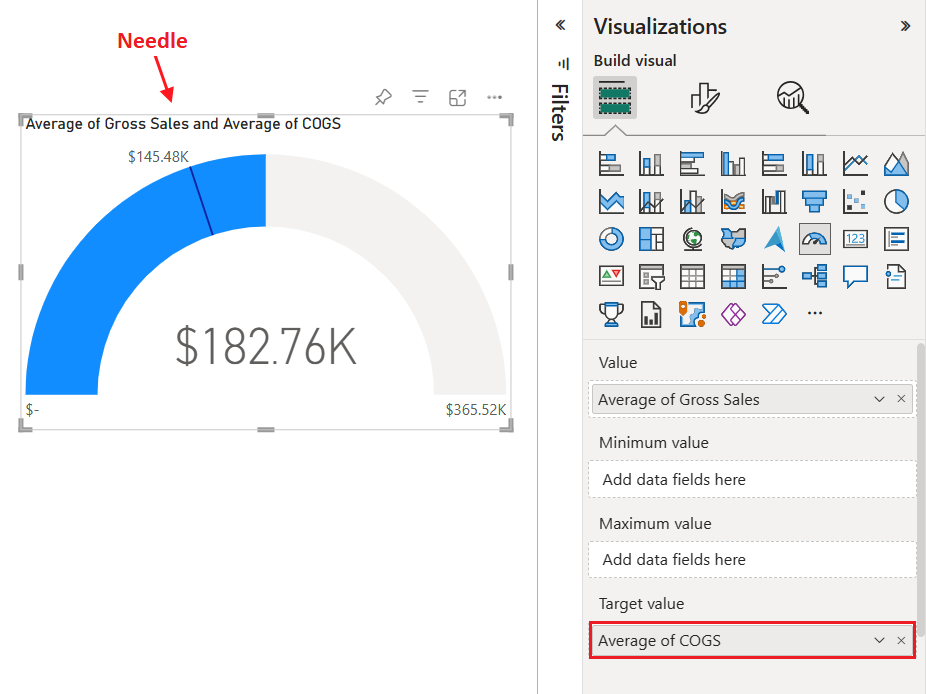 Needle
Average of Gross Sales and Average of COGS
$145.48K
$182.76K
$-
$365.52K
Filters
Visualizations
Build visual
123
Value
Average of Gross Sales
Minimum value
Add data fields here
Maximum value
Add data fields here
Target value
Average of COGS